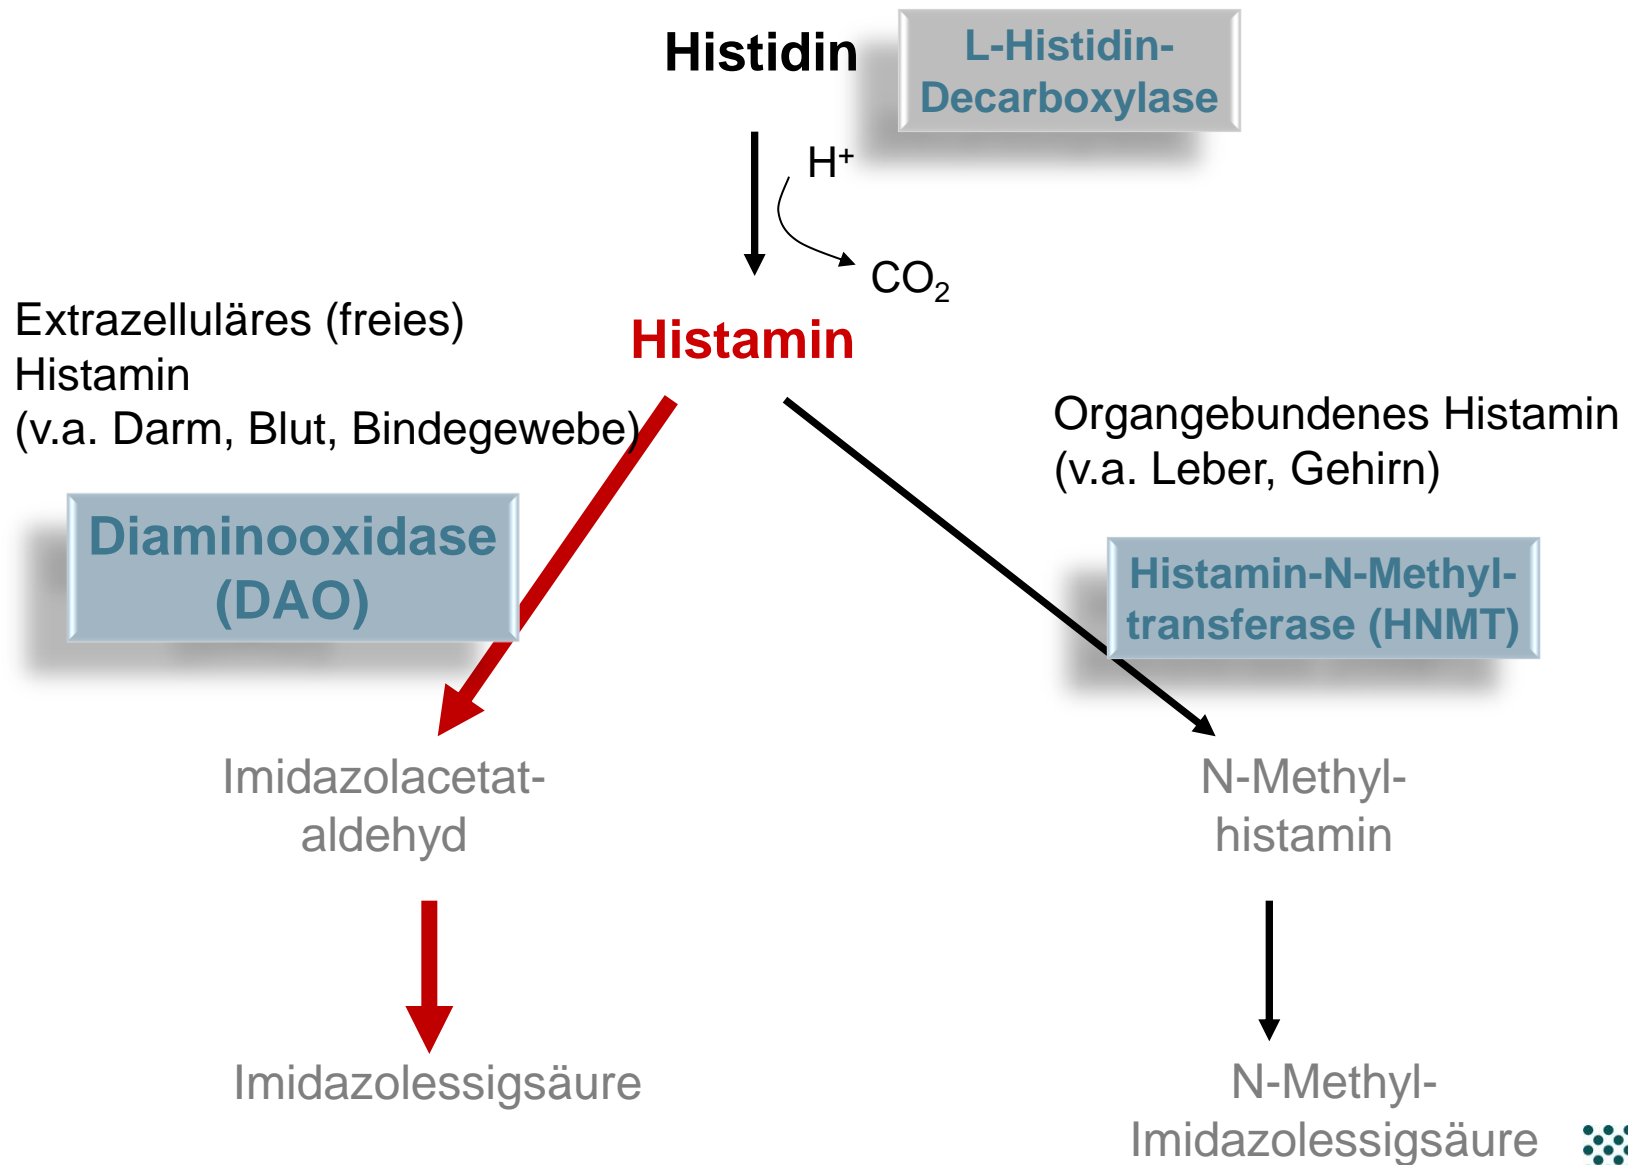 Histidin
L-Histidin-
Decarboxylase
H⁺
CO₂
Extrazelluläres (freies)
Histamin
(v.a. Darm, Blut, Bindegewebe)
Histamin
Organgebundenes Histamin
(v.a. Leber, Gehirn)
Diaminooxidase
(DAO)
Histamin-N-Methyl-
transferase (HNMT)
Imidazolacetat-
aldehyd
N-Methyl-
histamin
Imidazolessigsäure
N-Methyl-
Imidazolessigsäure